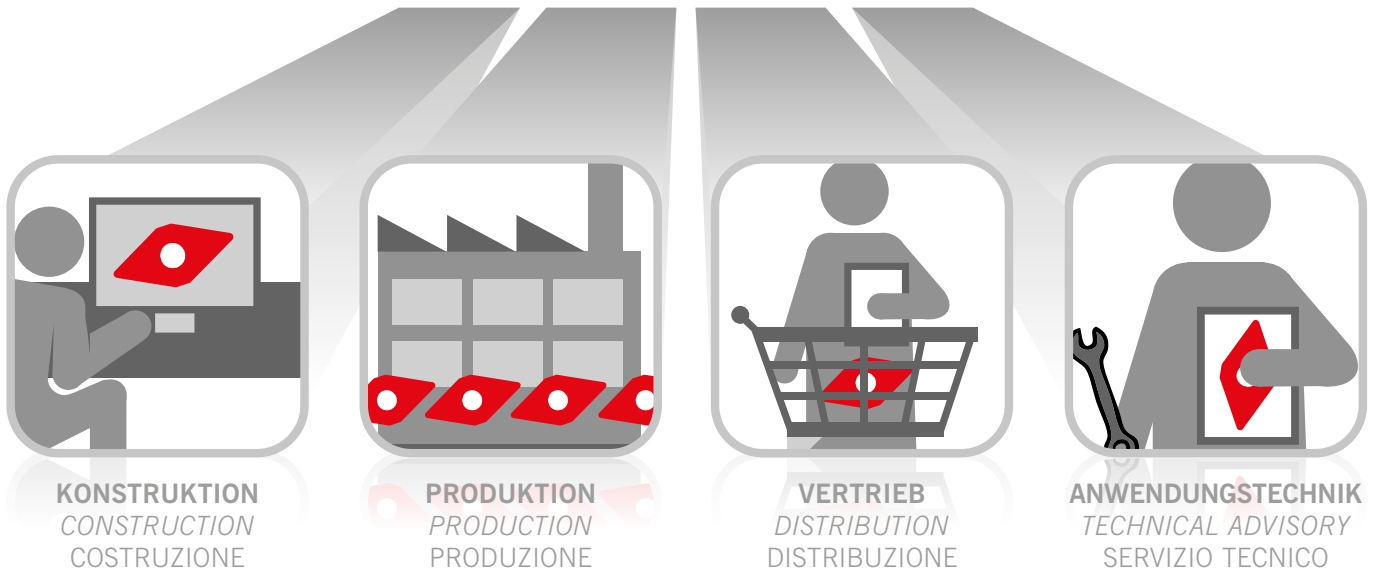 KONSTRUKTION
CONSTRUCTION
COSTRUZIONE
PRODUKTION
PRODUCTION
PRODUZIONE
VERTRIEB
DISTRIBUTION
DISTRIBUZIONE
ANWENDUNGSTECHNIK
TECHNICAL ADVISORY
SERVIZIO TECNICO